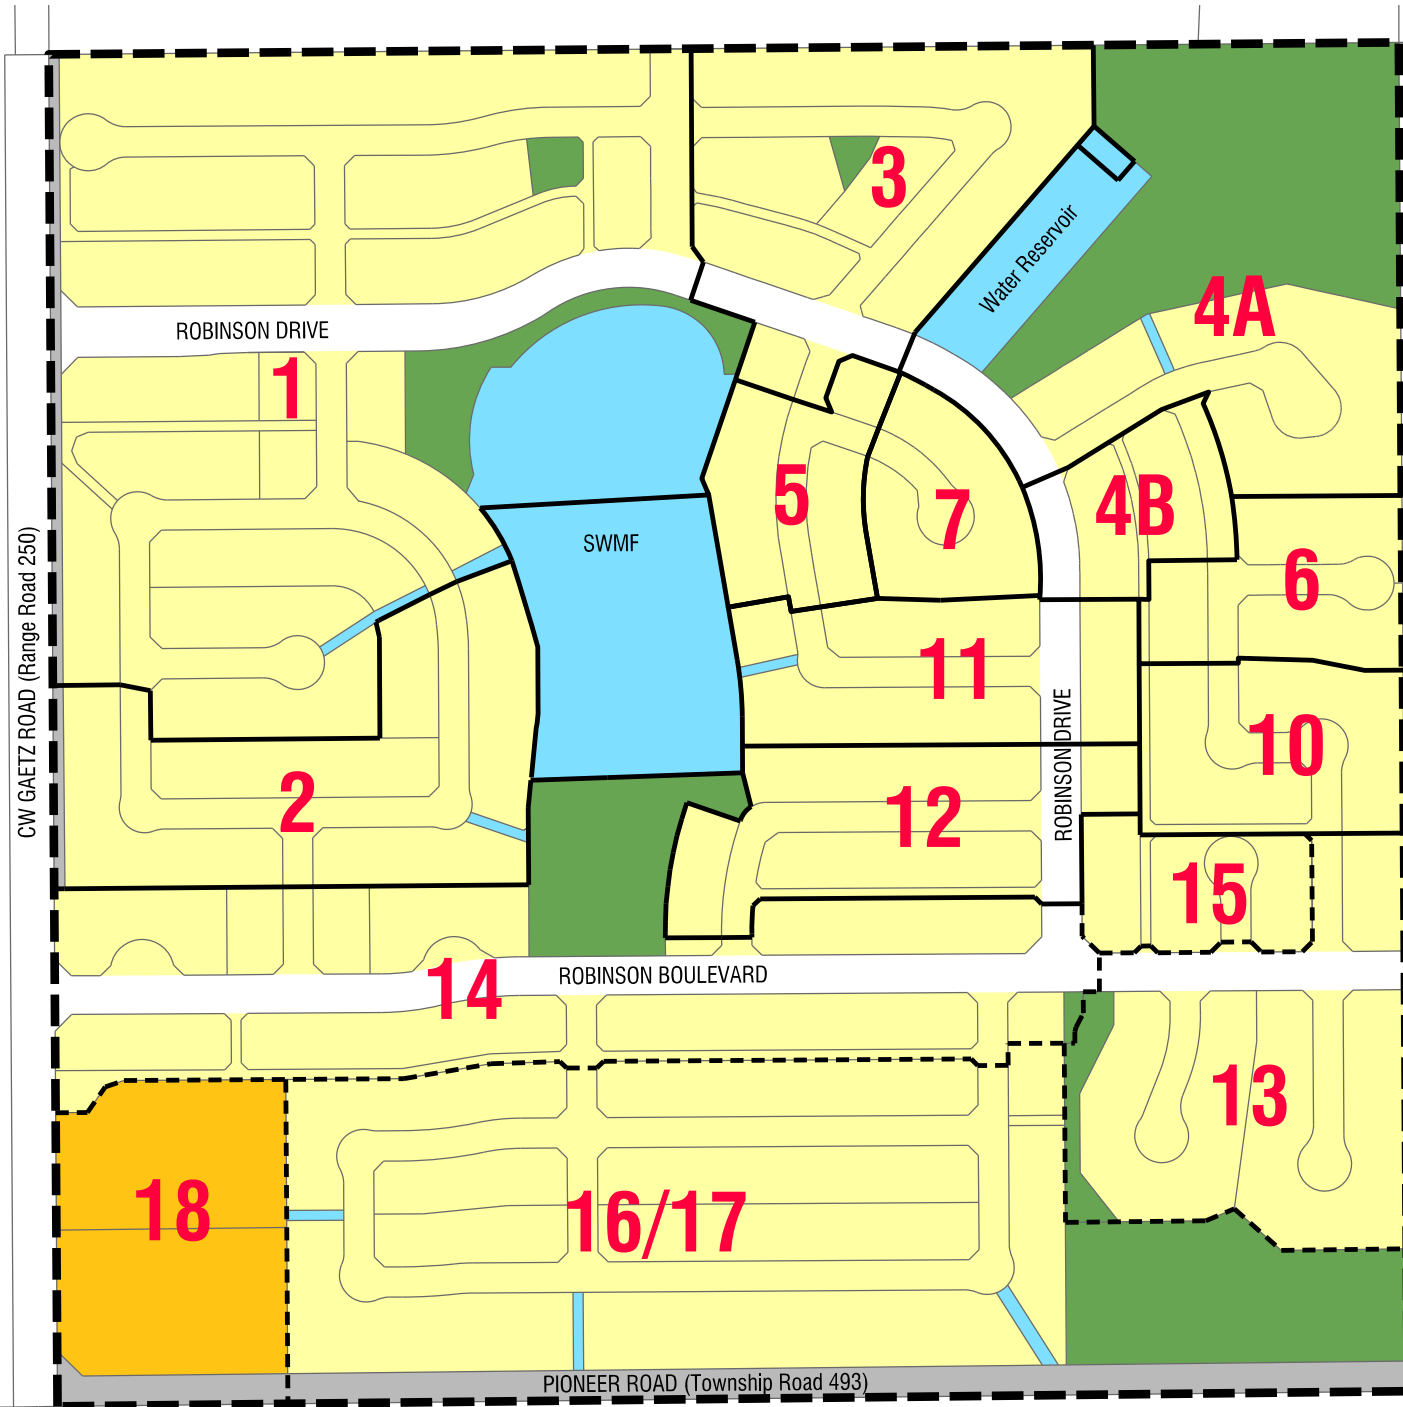 3
Water Reservoir
4A
ROBINSON DRIVE
1
5
7
4B
SWMF
6
CW GAETZ ROAD (Range Road 250)
11
ROBINSON DRIVE
10
2
12
15
14
ROBINSON BOULEVARD
13
18
16/17
PIONEER ROAD (Township Road 493)